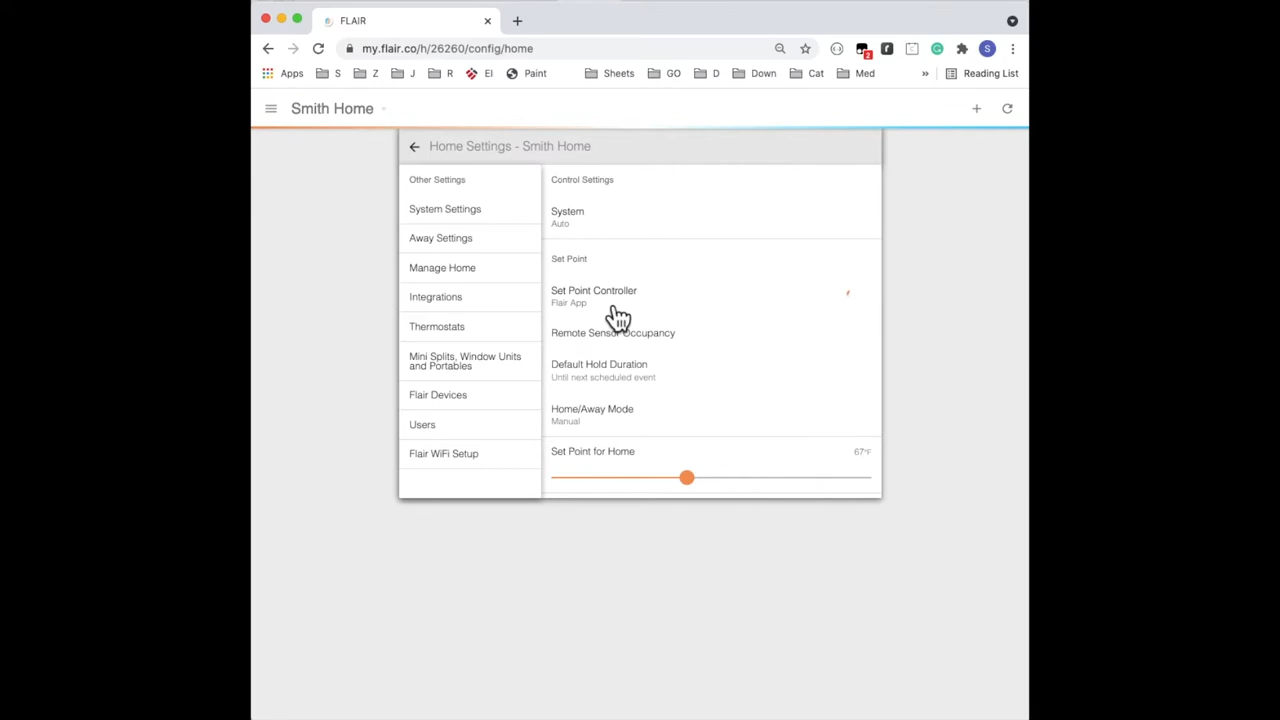 FLAIR
my.flair.co/h/26260/config/home
2
S
Apps
S
Z
J
R
EI
Paint
Sheets
GO
D
Down
Cat
Med
»
Reading List
Smith Home
Home Settings - Smith Home
Other Settings
System Settings
Away Settings
Manage Home
Integrations
Thermostats
Mini Splits, Window Units
and Portables
Flair Devices
Users
Flair WiFi Setup
Control Settings
System
Auto
Set Point
Set Point Controller
Flair App
Remote Sensor Occupancy
Default Hold Duration
Until next scheduled event
Home/Away Mode
Manual
Set Point for Home
67°F